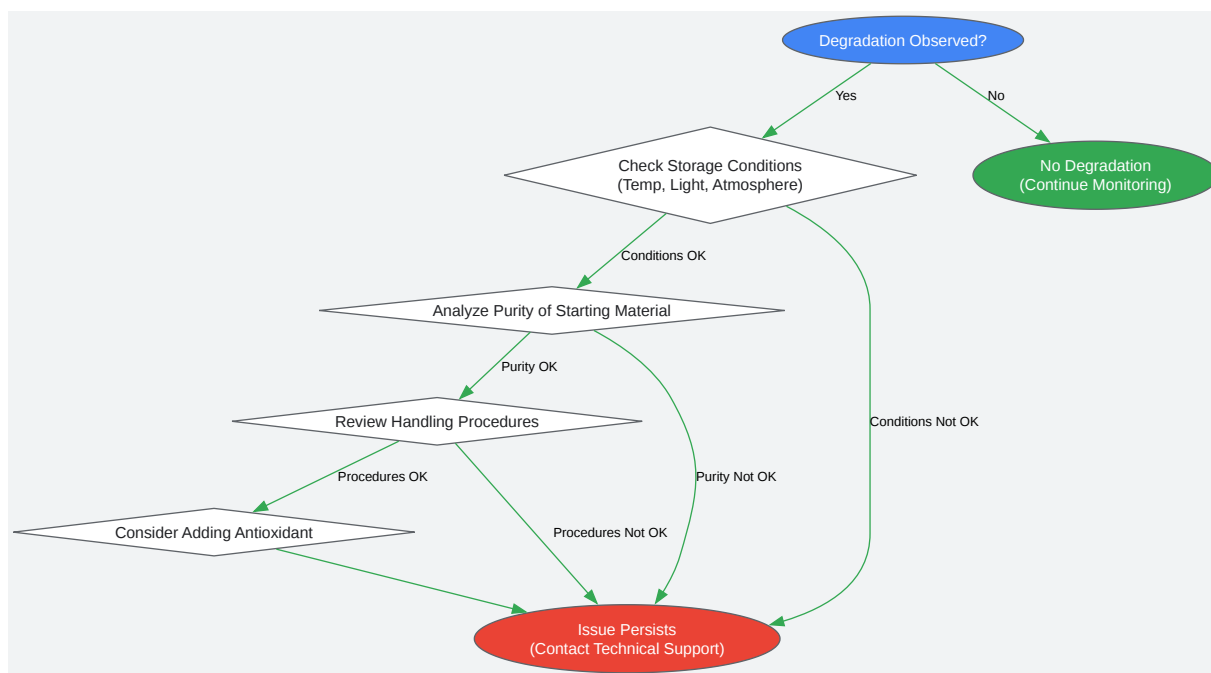 Degradation Observed?
Yes
No
Check Storage Conditions
(Temp, Light, Atmosphere)
No Degradation
(Continue Monitoring)
Conditions OK
Analyze Purity of Starting Material
Purity OK
Review Handling Procedures
Conditions Not OK
Procedures OK
Purity Not OK
Consider Adding Antioxidant
Procedures Not OK
Issue Persists
(Contact Technical Support)